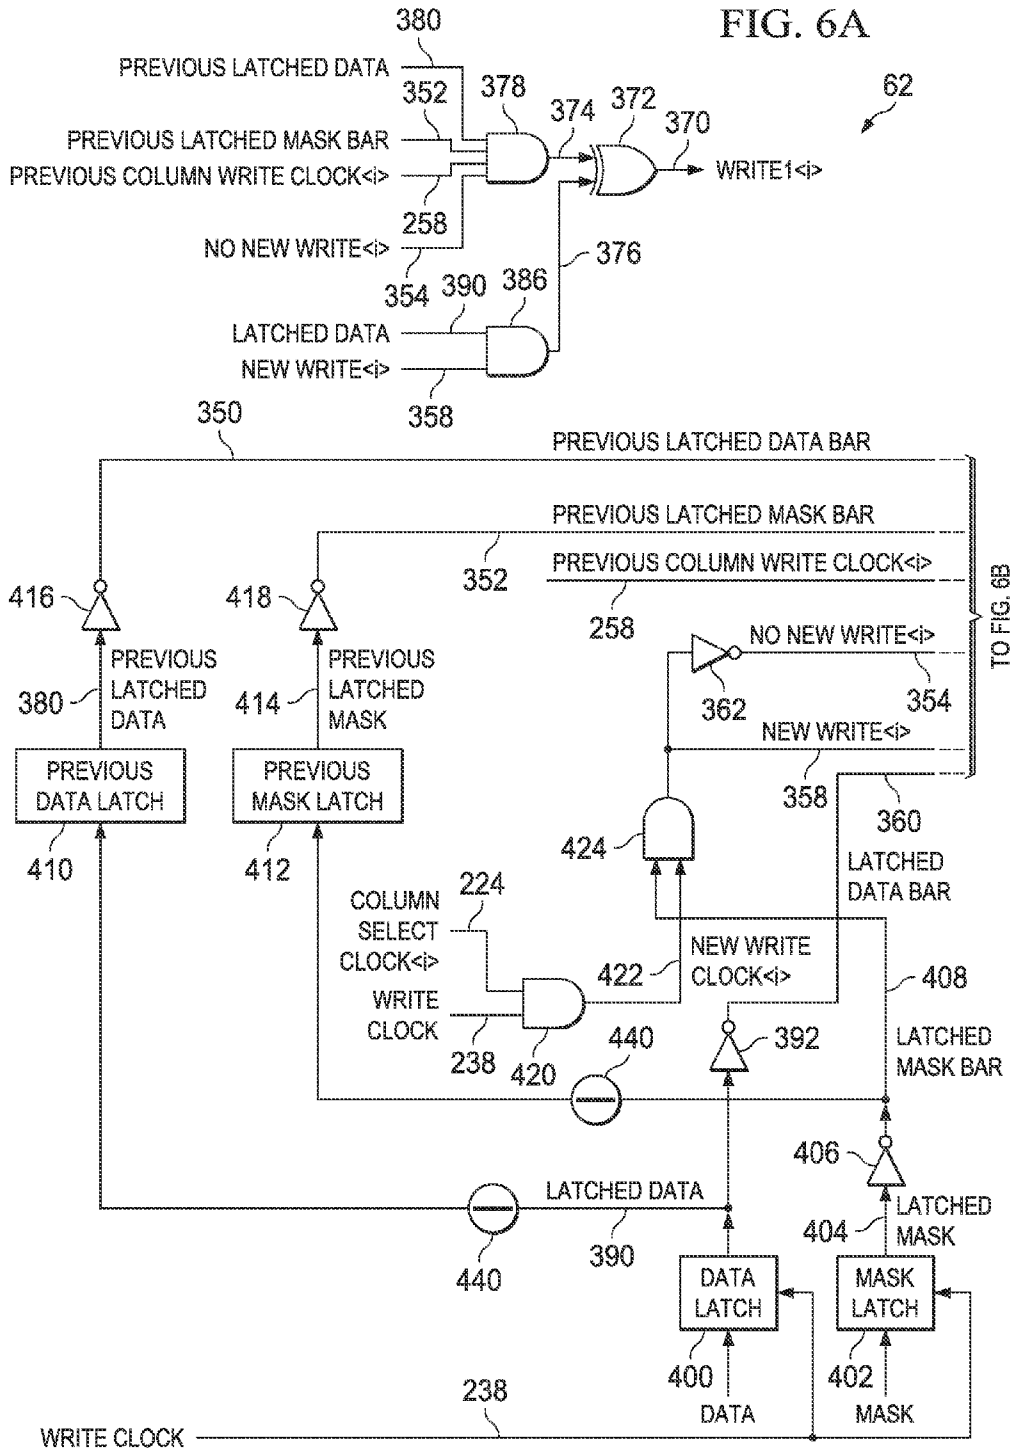 FIG. 6A
380
PREVIOUS LATCHED DATA
352
378
62
372
374
370
PREVIOUS LATCHED MASK BAR
PREVIOUS COLUMN WRITE CLOCK<i>
WRITE1<i>
258
NO NEW WRITE<i>
376
354
390
386
LATCHED DATA
NEW WRITE<i>
358
350
PREVIOUS LATCHED DATA BAR
PREVIOUS LATCHED MASK BAR
352
PREVIOUS COLUMN WRITE CLOCK<i>
416
418
258
NO NEW WRITE<i>
TO FIG. 6B
PREVIOUS
LATCHED
DATA
380
PREVIOUS
LATCHED
MASK
414
362
354
NEW WRITE<i>
PREVIOUS
DATA LATCH
PREVIOUS
MASK LATCH
358
360
410
412
424
LATCHED
DATA BAR
COLUMN
SELECT
CLOCK<i>
224
NEW WRITE
CLOCK<i>
422
408
WRITE
CLOCK
238
420
440
392
LATCHED
MASK BAR
406
LATCHED DATA
404
LATCHED
MASK
440
390
DATA
LATCH
MASK
LATCH
400
402
238
DATA
MASK
WRITE CLOCK